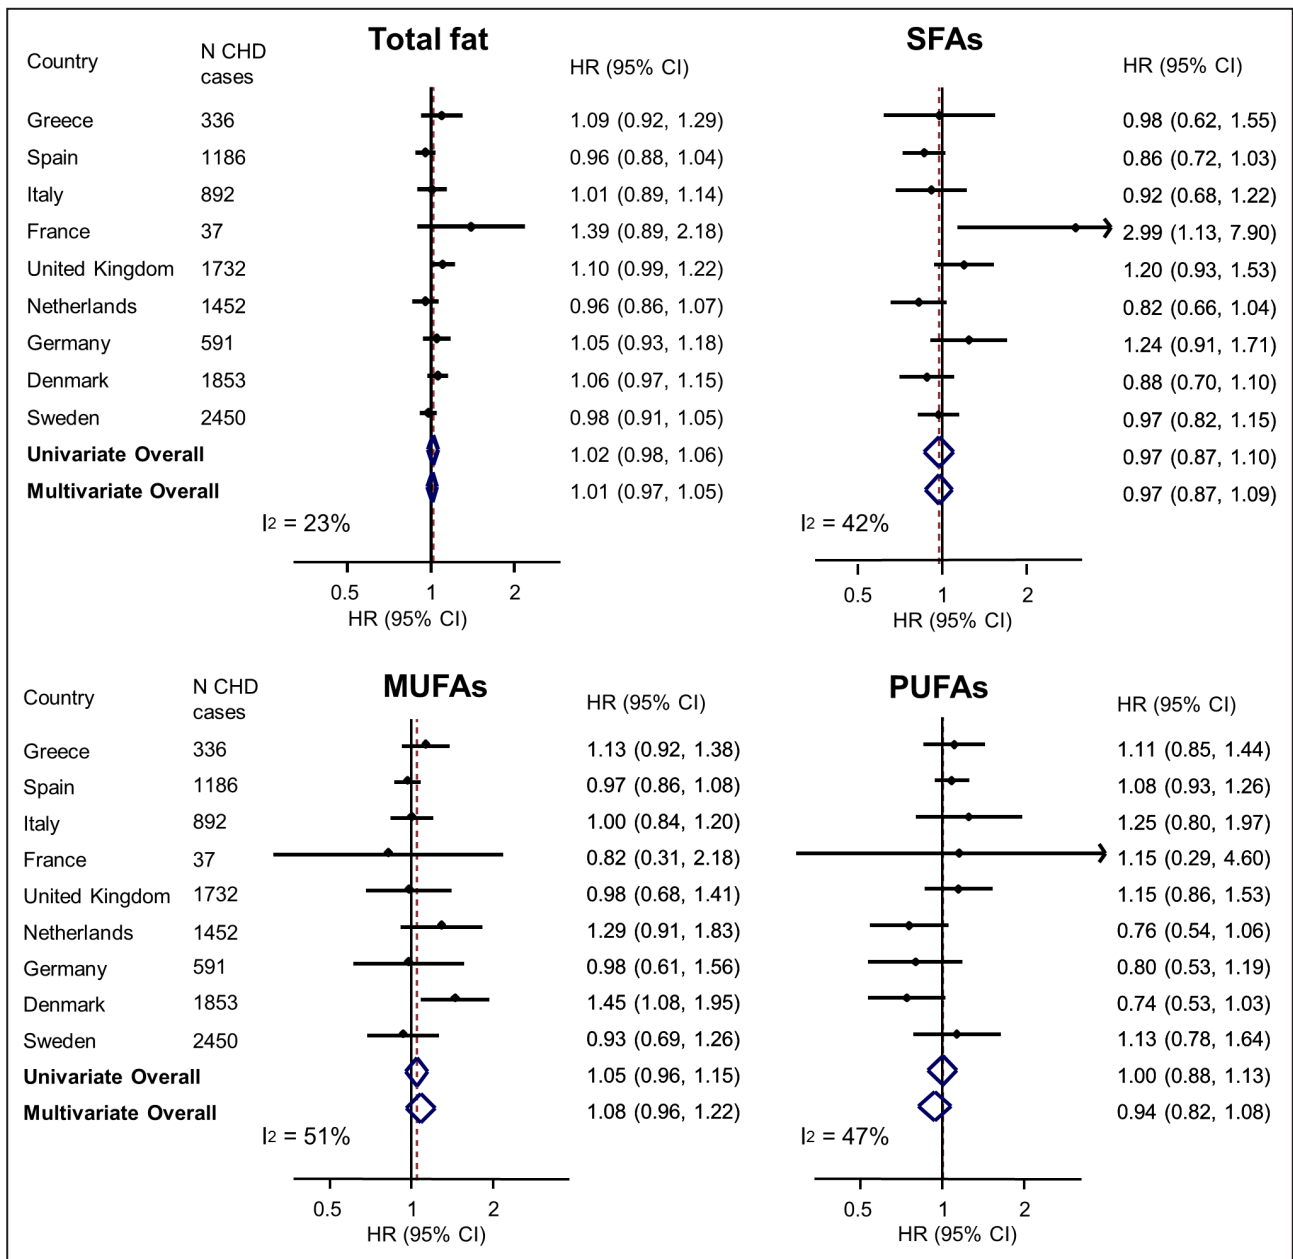 Total fat SFAs
Country N CHD cases HR (95% CI) HR (95% CI)
Greece 336 1.09 (0.92, 1.29) 0.98 (0.62, 1.55)
Spain 1186 0.96 (0.88, 1.04) 0.86 (0.72, 1.03)
Italy 892 1.01 (0.89, 1.14) 0.92 (0.68, 1.22)
France 37 1.39 (0.89, 2.18) 2.99 (1.13, 7.90)
United Kingdom 1732 1.10 (0.99, 1.22) 1.20 (0.93, 1.53)
Netherlands 1452 0.96 (0.86, 1.07) 0.82 (0.66, 1.04)
Germany 591 1.05 (0.93, 1.18) 1.24 (0.91, 1.71)
Denmark 1853 1.06 (0.97, 1.15) 0.88 (0.70, 1.10)
Sweden 2450 0.98 (0.91, 1.05) 0.97 (0.82, 1.15)
Univariate Overall 1.02 (0.98, 1.06) 0.97 (0.87, 1.10)
Multivariate Overall 1.01 (0.97, 1.05) 0.97 (0.87, 1.09)
I2 = 23% I2 = 42%
0.5 1 2 0.5 1 2
HR (95% CI) HR (95% CI)
MUFAs PUFAs
Country N CHD cases HR (95% CI) HR (95% CI)
Greece 336 1.13 (0.92, 1.38) 1.11 (0.85, 1.44)
Spain 1186 0.97 (0.86, 1.08) 1.08 (0.93, 1.26)
Italy 892 1.00 (0.84, 1.20) 1.25 (0.80, 1.97)
France 37 0.82 (0.31, 2.18) 1.15 (0.29, 4.60)
United Kingdom 1732 0.98 (0.68, 1.41) 1.15 (0.86, 1.53)
Netherlands 1452 1.29 (0.91, 1.83) 0.76 (0.54, 1.06)
Germany 591 0.98 (0.61, 1.56) 0.80 (0.53, 1.19)
Denmark 1853 1.45 (1.08, 1.95) 0.74 (0.53, 1.03)
Sweden 2450 0.93 (0.69, 1.26) 1.13 (0.78, 1.64)
Univariate Overall 1.05 (0.96, 1.15) 1.00 (0.88, 1.13)
Multivariate Overall 1.08 (0.96, 1.22) 0.94 (0.82, 1.08)
I2 = 51% I2 = 47%
0.5 1 2 0.5 1 2
HR (95% CI) HR (95% CI)